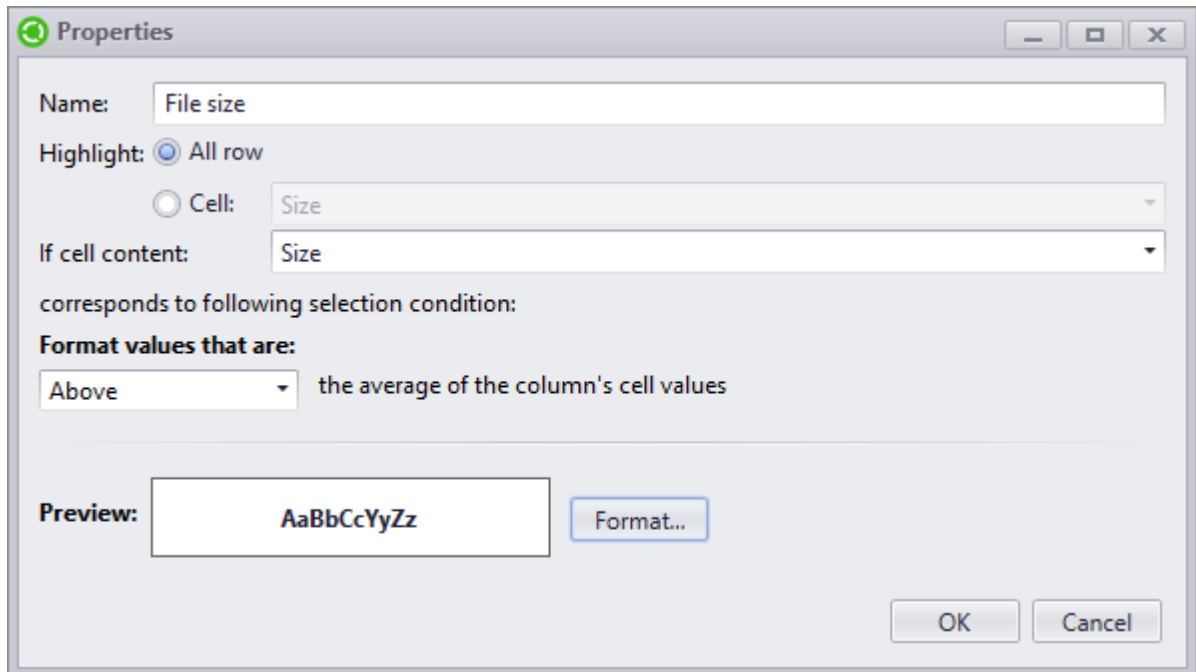 Properties
Name: File size
Highlight: All row
Cell: Size
If cell content: Size
corresponds to following selection condition:
Format values that are:
Above the average of the column's cell values
Preview: AaBbCcYyZz Format...
OK Cancel